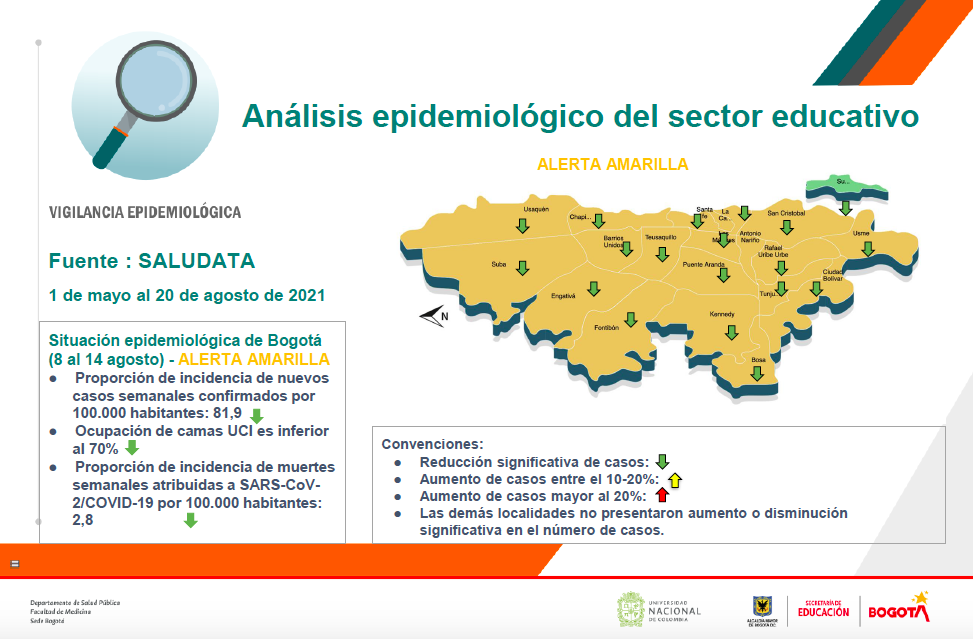 Análisis epidemiológico del sector educativo
ALERTA AMARILLA
VIGILANCIA EPIDEMIOLÓGICA
Fuente : SALUDATA
1 de mayo al 20 de agosto de 2021
Situación epidemiológica de Bogotá
(8 al 14 agosto) - ALERTA AMARILLA
● Proporción de incidencia de nuevos
casos semanales confirmados por
100.000 habitantes: 81,9
● Ocupación de camas UCI es inferior
al 70%
● Proporción de incidencia de muertes
semanales atribuidas a SARS-CoV-
2/COVID-19 por 100.000 habitantes:
2,8
Su...
Usaquén
Chapi...
Santa
fe
La
Ca...
San Cristobal
Barrios
Unidos
Teusaquillo
Antonio
Nariño
Usme
Rafael
Uribe Uribe
Suba
Puente Aranda
Ciudad
Bolívar
Engativá
Tunju...
Fontibón
Kennedy
Bosa
N
Convenciones:
● Reducción significativa de casos:
● Aumento de casos entre el 10-20%:
● Aumento de casos mayor al 20%:
● Las demás localidades no presentaron aumento o disminución
significativa en el número de casos.
Departamento de Salud Pública
Facultad de Medicina
Sede Bogotá
UNIVERSIDAD
NACIONAL
DE COLOMBIA
ALCALDÍA MAYOR
DE BOGOTÁ D.C.
SECRETARÍA DE
EDUCACIÓN
BOGOTÁ